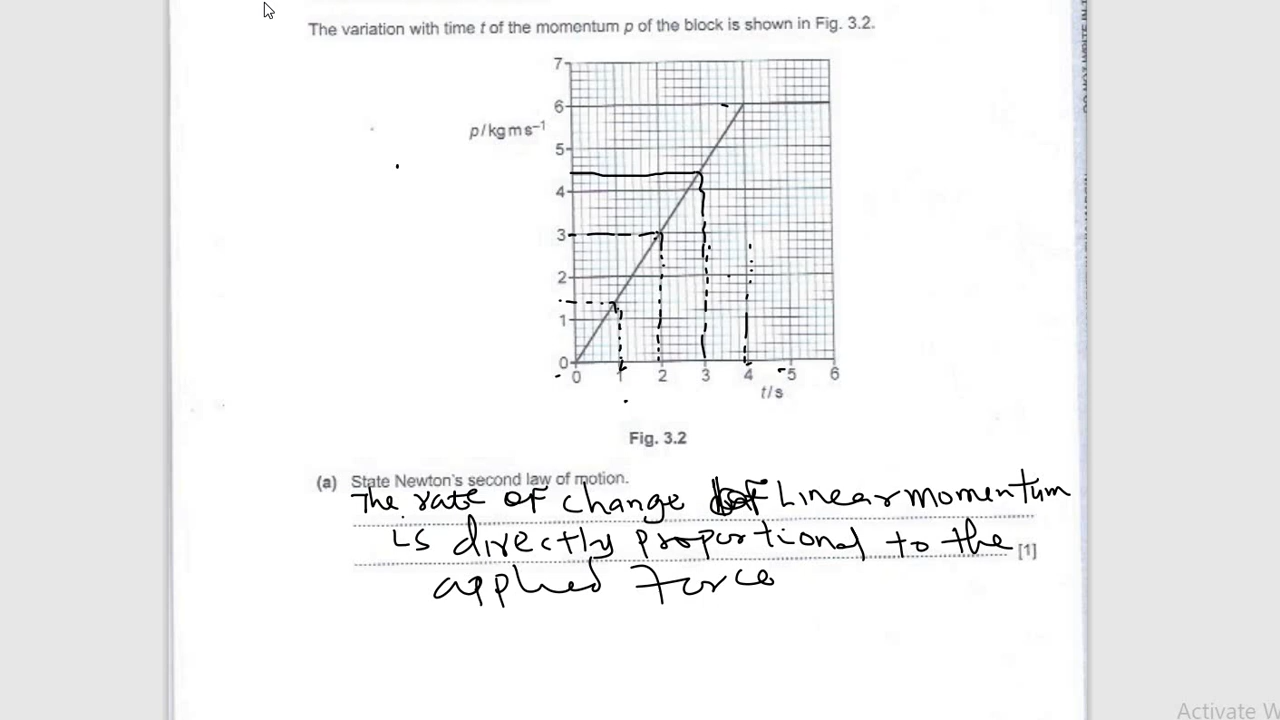 The variation with time t of the momentum p of the block is shown in Fig. 3.2.
7
6
p/kg m s⁻¹
5
4
3
2
1
0
0 1 2 3 4 5 6
t/s
Fig. 3.2
(a) State Newton's second law of motion.
The rate of change of Linear momentum
is directly proportional to the [1]
applied force
Activate W